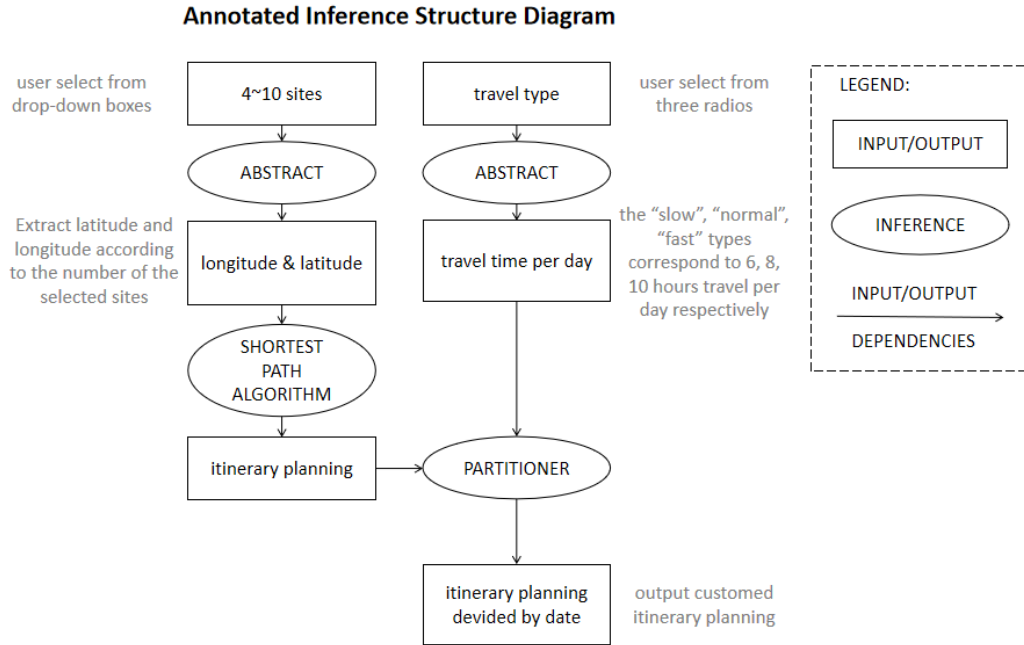 Annotated Inference Structure Diagram
user select from
drop-down boxes
4~10 sites
travel type
user select from
three radios
LEGEND:
INPUT/OUTPUT
INFERENCE
INPUT/OUTPUT
DEPENDENCIES
ABSTRACT
ABSTRACT
Extract latitude and
longitude according
to the number of the
selected sites
longitude & latitude
travel time per day
the “slow”, “normal”,
“fast” types
correspond to 6, 8,
10 hours travel per
day respectively
SHORTEST
PATH
ALGORITHM
itinerary planning
PARTITIONER
itinerary planning
devided by date
output customed
itinerary planning